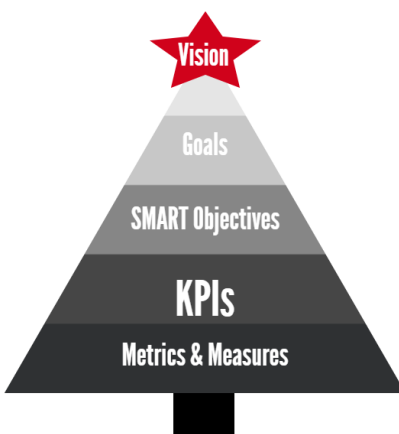 Vision
Goals
SMART Objectives
KPIs
Metrics & Measures